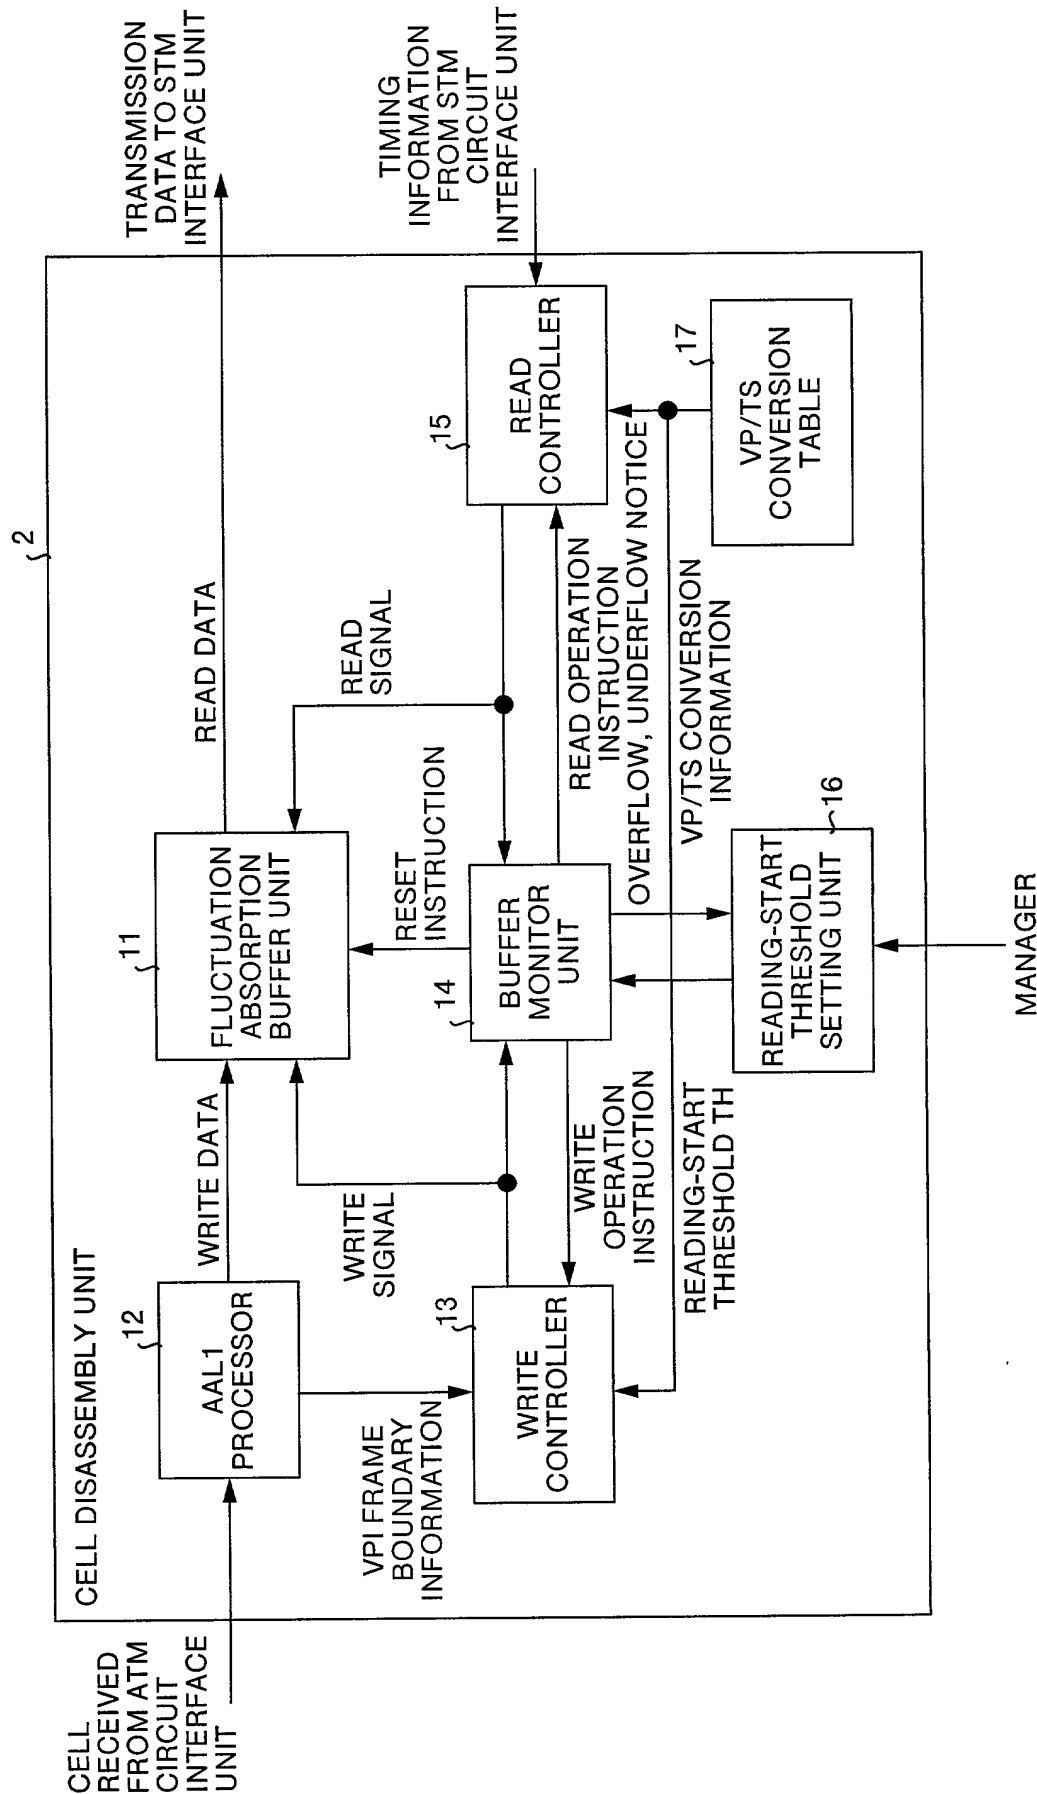 CELL
RECEIVED
FROM ATM
CIRCUIT
INTERFACE
UNIT
CELL DISASSEMBLY UNIT
2
12
AAL1
PROCESSOR
WRITE DATA
11
FLUCTUATION
ABSORPTION
BUFFER UNIT
READ DATA
TRANSMISSION
DATA TO STM
INTERFACE UNIT
VPI FRAME
BOUNDARY
INFORMATION
WRITE
SIGNAL
RESET
INSTRUCTION
READ
SIGNAL
TIMING
INFORMATION
FROM STM
CIRCUIT
INTERFACE UNIT
13
WRITE
CONTROLLER
14
BUFFER
MONITOR
UNIT
15
READ
CONTROLLER
WRITE
OPERATION
INSTRUCTION
READ OPERATION
INSTRUCTION
OVERFLOW, UNDERFLOW NOTICE
READING-START
THRESHOLD TH
VP/TS CONVERSION
INFORMATION
16
READING-START
THRESHOLD
SETTING UNIT
17
VP/TS
CONVERSION
TABLE
MANAGER